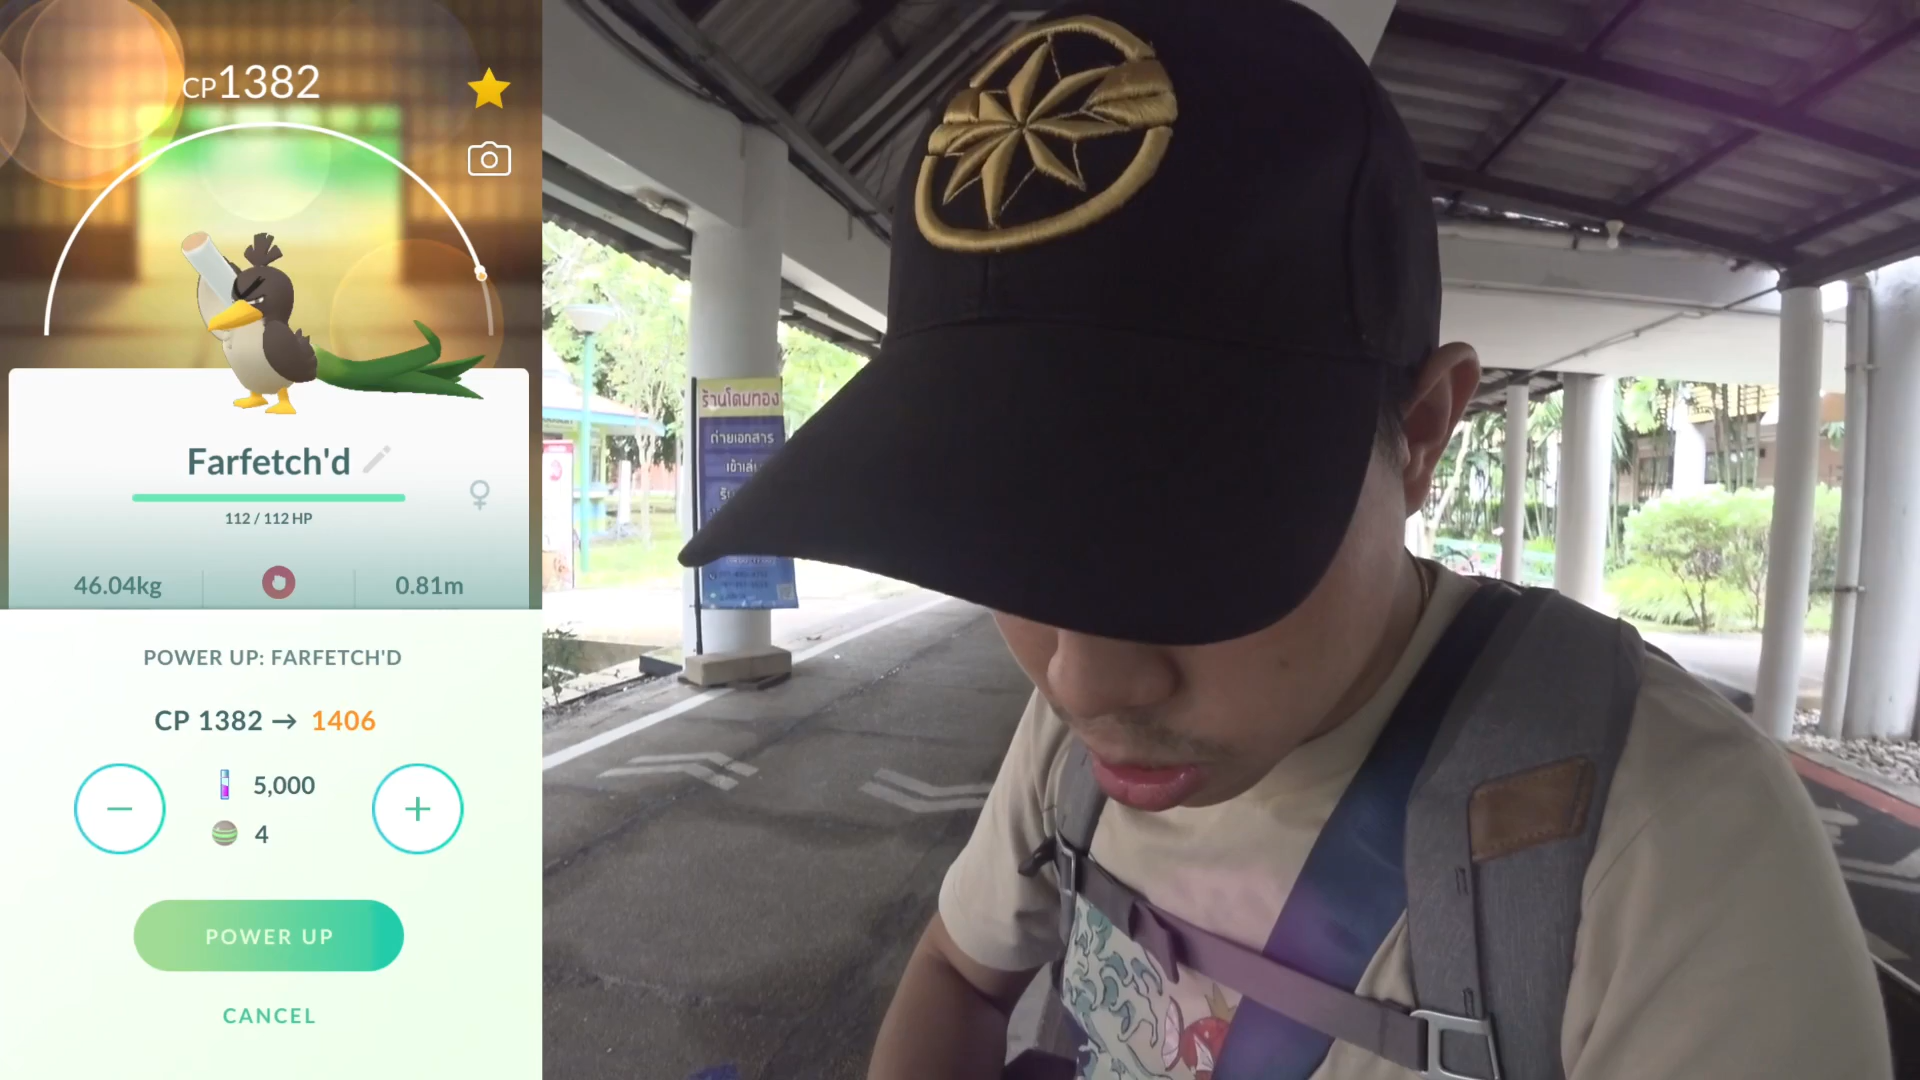 CP1382
Farfetch'd
112 / 112 HP
46.04kg
0.81m
POWER UP: FARFETCH'D
CP 1382 → 1406
5,000
4
POWER UP
CANCEL
ร้านโดมทอง
ถ่ายเอกสาร